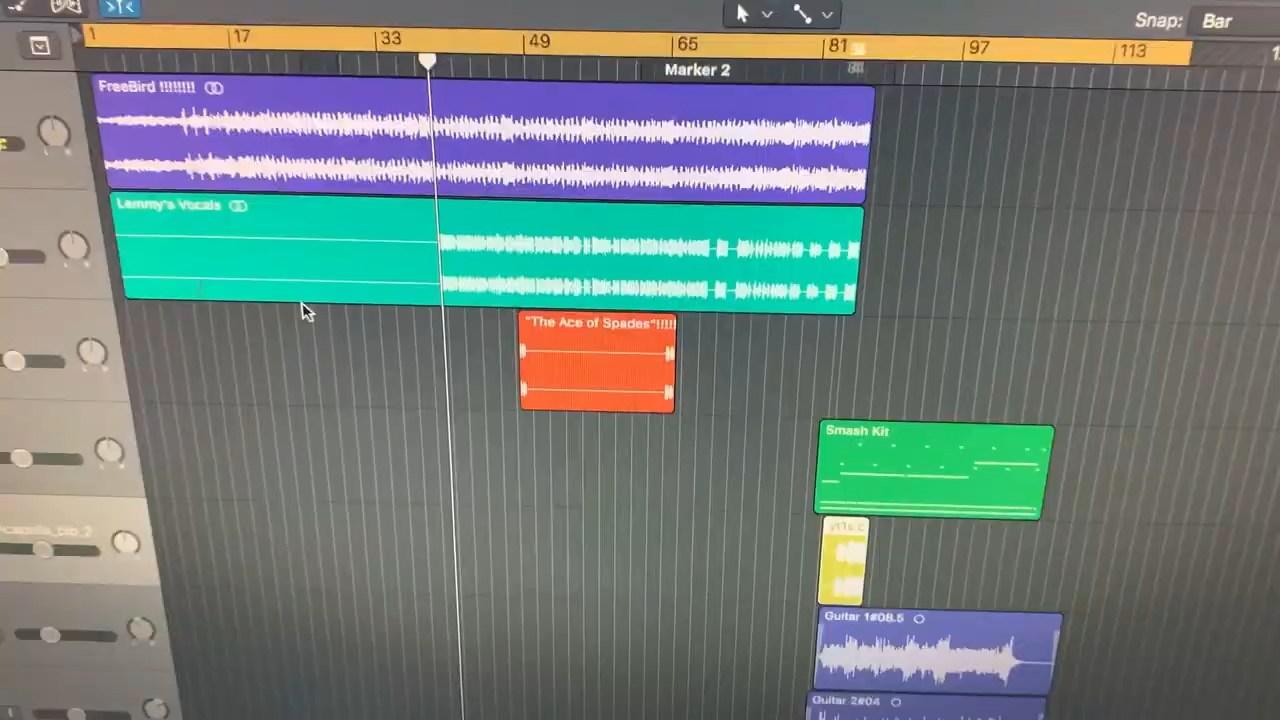 Snap: Bar
1 17 33 49 65 81 97 113
Marker 2
FreeBird !!!!!!!!
Lemmy's Vocals
"The Ace of Spades"!!!!!
Smash Kit
Guitar 1#08.5
Guitar 2#04